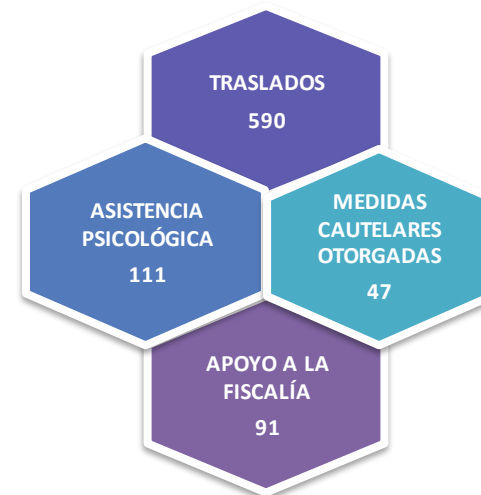 TRASLADOS
590
ASISTENCIA
PSICOLÓGICA
111
MEDIDAS
CAUTELARES
OTORGADAS
47
APOYO A LA
FISCALÍA
91